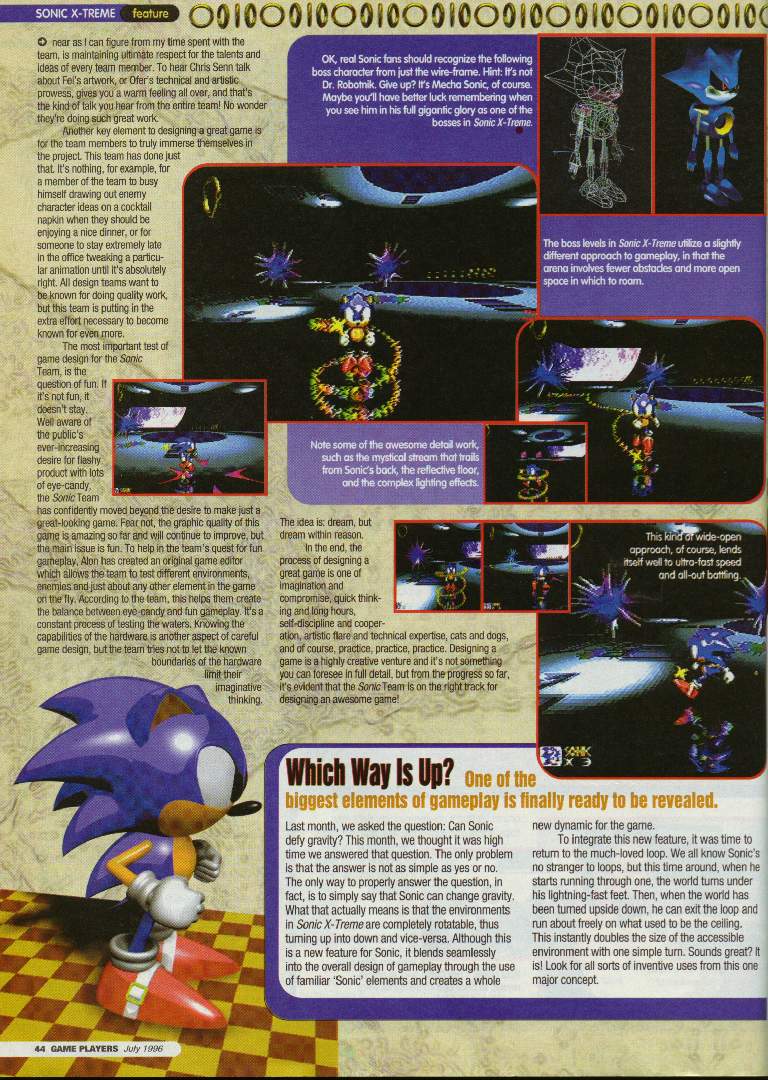 SONIC X-TREME feature
near as I can figure from my time spent with the
team, is maintaining ultimate respect for the talents and
ideas of every team member. To hear Chris Senn talk
about Fei's artwork, or Ofer's technical and artistic
prowess, gives you a warm feeling all over, and that's
the kind of talk you hear from the entire team! No wonder
they're doing such great work.
Another key element to designing a great game is
for the team members to truly immerse themselves in
the project. This team has done just
that. It's nothing, for example, for
a member of the team to busy
himself drawing out enemy
character ideas on a cocktail
napkin when they should be
enjoying a nice dinner, or for
someone to stay extremely late
in the office tweaking a particu-
lar animation until it's absolutely
right. All design teams want to
be known for doing quality work,
but this team is putting in the
extra effort necessary to become
known for even more.
The most important test of
game design for the Sonic
Team, is the
question of fun. If
it's not fun, it
doesn't stay.
Well aware of
the public's
ever-increasing
desire for flashy
product with lots
of eye-candy,
the Sonic Team
has confidently moved beyond the desire to make just a
great-looking game. Fear not, the graphic quality of this
game is amazing so far and will continue to improve, but
the main issue is fun. To help in the team's quest for fun
gameplay, Alon has created an original game editor
which allows the team to test different environments,
enemies and just about any other element in the game
on the fly. According to the team, this helps them create
the balance between eye-candy and fun gameplay. It's a
constant process of testing the waters. Knowing the
capabilities of the hardware is another aspect of careful
game design, but the team tries not to let the known
boundaries of the hardware
limit their
imaginative
thinking.
The idea is: dream, but
dream within reason.
In the end, the
process of designing a
great game is one of
imagination and
compromise, quick think-
ing and long hours,
self-discipline and cooper-
ation, artistic flare and technical expertise, cats and dogs,
and of course, practice, practice, practice. Designing a
game is a highly creative venture and it's not something
you can foresee in full detail, but from the progress so far,
it's evident that the Sonic Team is on the right track for
designing an awesome game!
OK, real Sonic fans should recognize the following
boss character from just the wire-frame. Hint: It's not
Dr. Robotnik. Give up? It's Mecha Sonic, of course.
Maybe you'll have better luck remembering when
you see him in his full gigantic glory as one of the
bosses in Sonic X-Treme.
The boss levels in Sonic X-Treme utilize a slightly
different approach to gameplay, in that the
arena involves fewer obstacles and more open
space in which to roam.
Note some of the awesome detail work,
such as the mystical stream that trails
from Sonic's back, the reflective floor,
and the complex lighting effects.
This kind of wide-open
approach, of course, lends
itself well to ultra-fast speed
and all-out battling.
SONIC
X 3
Which Way Is Up? One of the
biggest elements of gameplay is finally ready to be revealed.
Last month, we asked the question: Can Sonic
defy gravity? This month, we thought it was high
time we answered that question. The only problem
is that the answer is not as simple as yes or no.
The only way to properly answer the question, in
fact, is to simply say that Sonic can change gravity.
What that actually means is that the environments
in Sonic X-Treme are completely rotatable, thus
turning up into down and vice-versa. Although this
is a new feature for Sonic, it blends seamlessly
into the overall design of gameplay through the use
of familiar 'Sonic' elements and creates a whole
new dynamic for the game.
To integrate this new feature, it was time to
return to the much-loved loop. We all know Sonic's
no stranger to loops, but this time around, when he
starts running through one, the world turns under
his lightning-fast feet. Then, when the world has
been turned upside down, he can exit the loop and
run about freely on what used to be the ceiling.
This instantly doubles the size of the accessible
environment with one simple turn. Sounds great? It
is! Look for all sorts of inventive uses from this one
major concept.
44 GAME PLAYERS July 1996